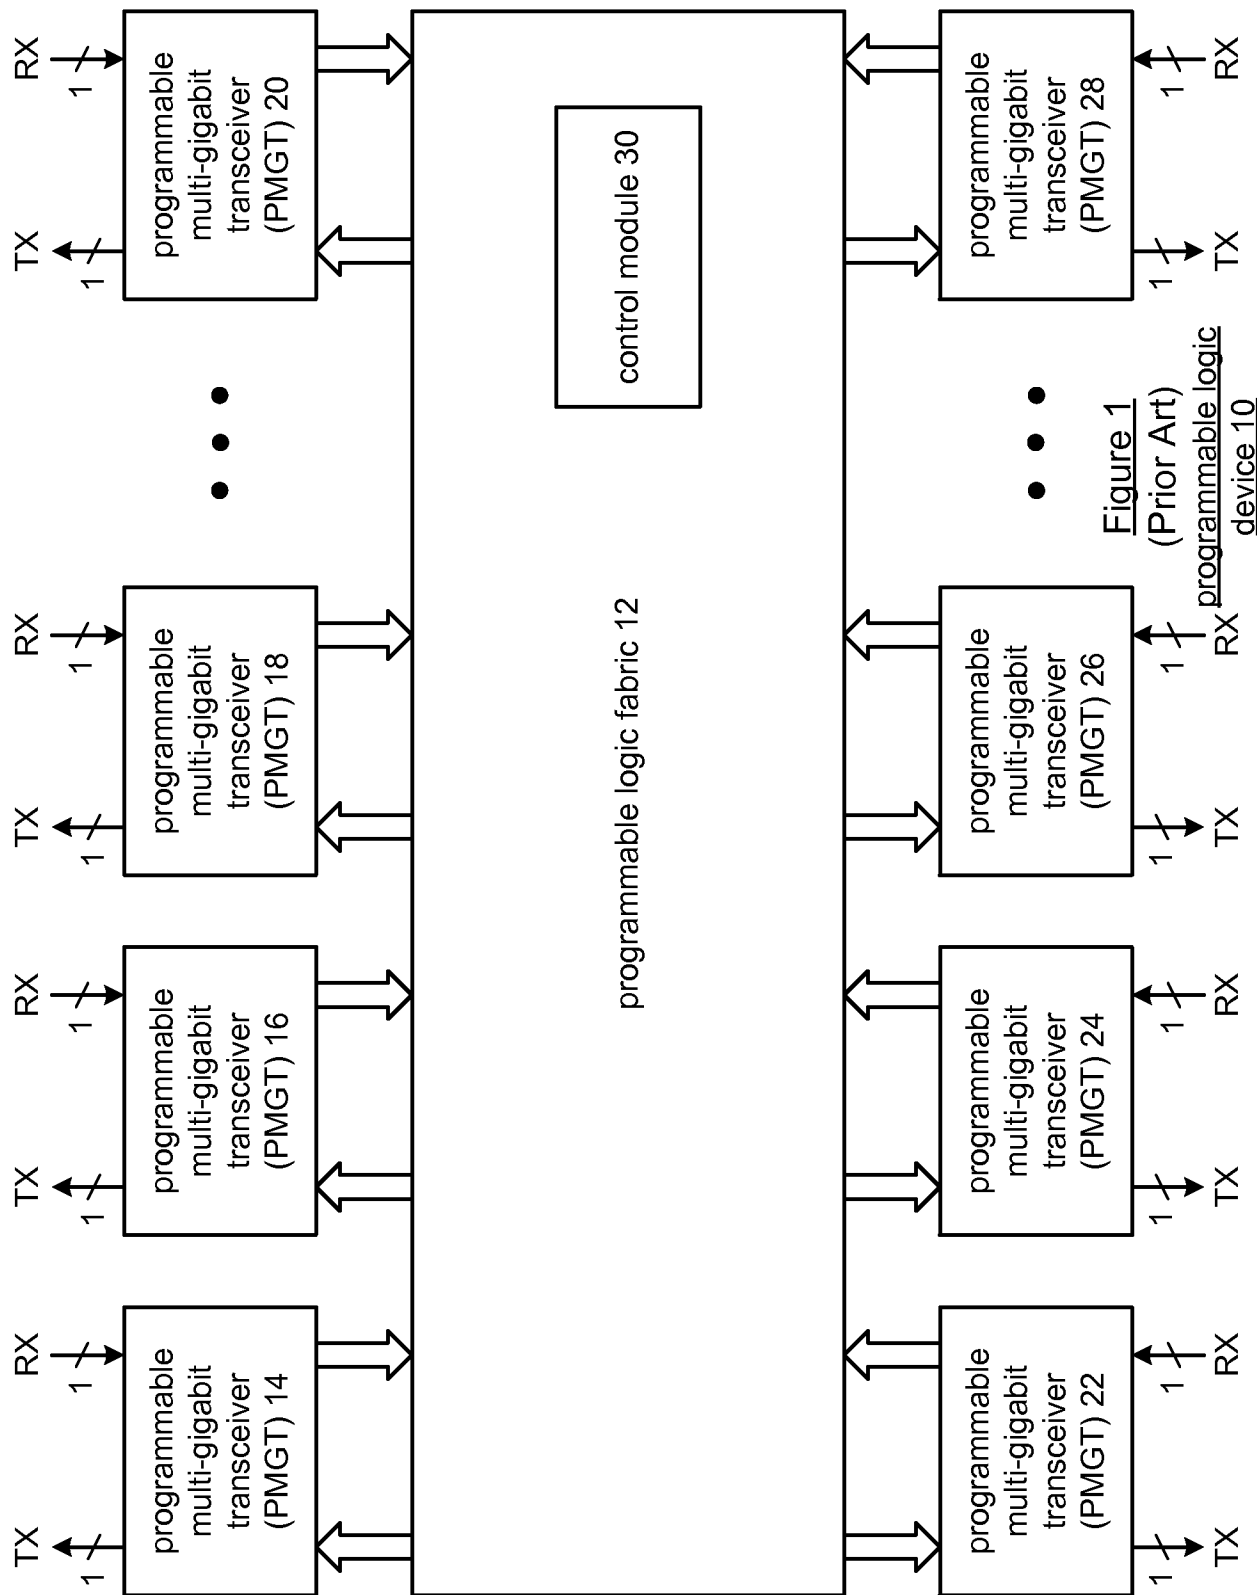 TX
RX
TX
RX
TX
RX
TX
RX
1
1
1
1
1
1
1
1
programmable
multi-gigabit
transceiver
(PMGT) 14
programmable
multi-gigabit
transceiver
(PMGT) 16
programmable
multi-gigabit
transceiver
(PMGT) 18
programmable
multi-gigabit
transceiver
(PMGT) 20
programmable logic fabric 12
control module 30
programmable
multi-gigabit
transceiver
(PMGT) 22
programmable
multi-gigabit
transceiver
(PMGT) 24
programmable
multi-gigabit
transceiver
(PMGT) 26
programmable
multi-gigabit
transceiver
(PMGT) 28
1
1
1
1
1
1
1
1
TX
RX
TX
RX
TX
RX
TX
RX
Figure 1
(Prior Art)
programmable logic
device 10